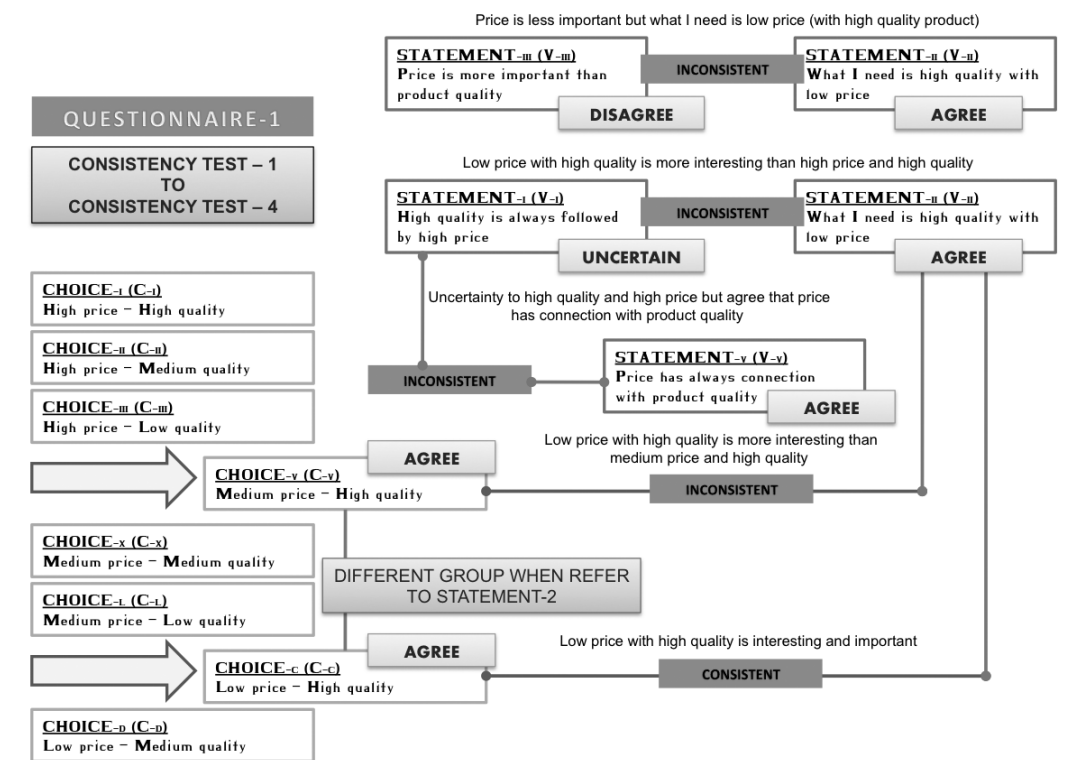 Price is less important but what I need is low price (with high quality product)
STATEMENT-III (V-III)
Price is more important than
product quality
DISAGREE
INCONSISTENT
STATEMENT-II (V-II)
What I need is high quality with
low price
AGREE
QUESTIONNAIRE-1
CONSISTENCY TEST – 1
TO
CONSISTENCY TEST – 4
Low price with high quality is more interesting than high price and high quality
STATEMENT-I (V-I)
High quality is always followed
by high price
UNCERTAIN
INCONSISTENT
STATEMENT-II (V-II)
What I need is high quality with
low price
AGREE
Uncertainty to high quality and high price but agree that price
has connection with product quality
INCONSISTENT
STATEMENT-V (V-V)
Price has always connection
with product quality
AGREE
CHOICE-I (C-I)
High price – High quality
CHOICE-II (C-II)
High price – Medium quality
CHOICE-III (C-III)
High price – Low quality
AGREE
CHOICE-V (C-V)
Medium price – High quality
Low price with high quality is more interesting than
medium price and high quality
INCONSISTENT
CHOICE-X (C-X)
Medium price – Medium quality
CHOICE-L (C-L)
Medium price – Low quality
DIFFERENT GROUP WHEN REFER
TO STATEMENT-2
AGREE
CHOICE-C (C-C)
Low price – High quality
Low price with high quality is interesting and important
CONSISTENT
CHOICE-D (C-D)
Low price – Medium quality